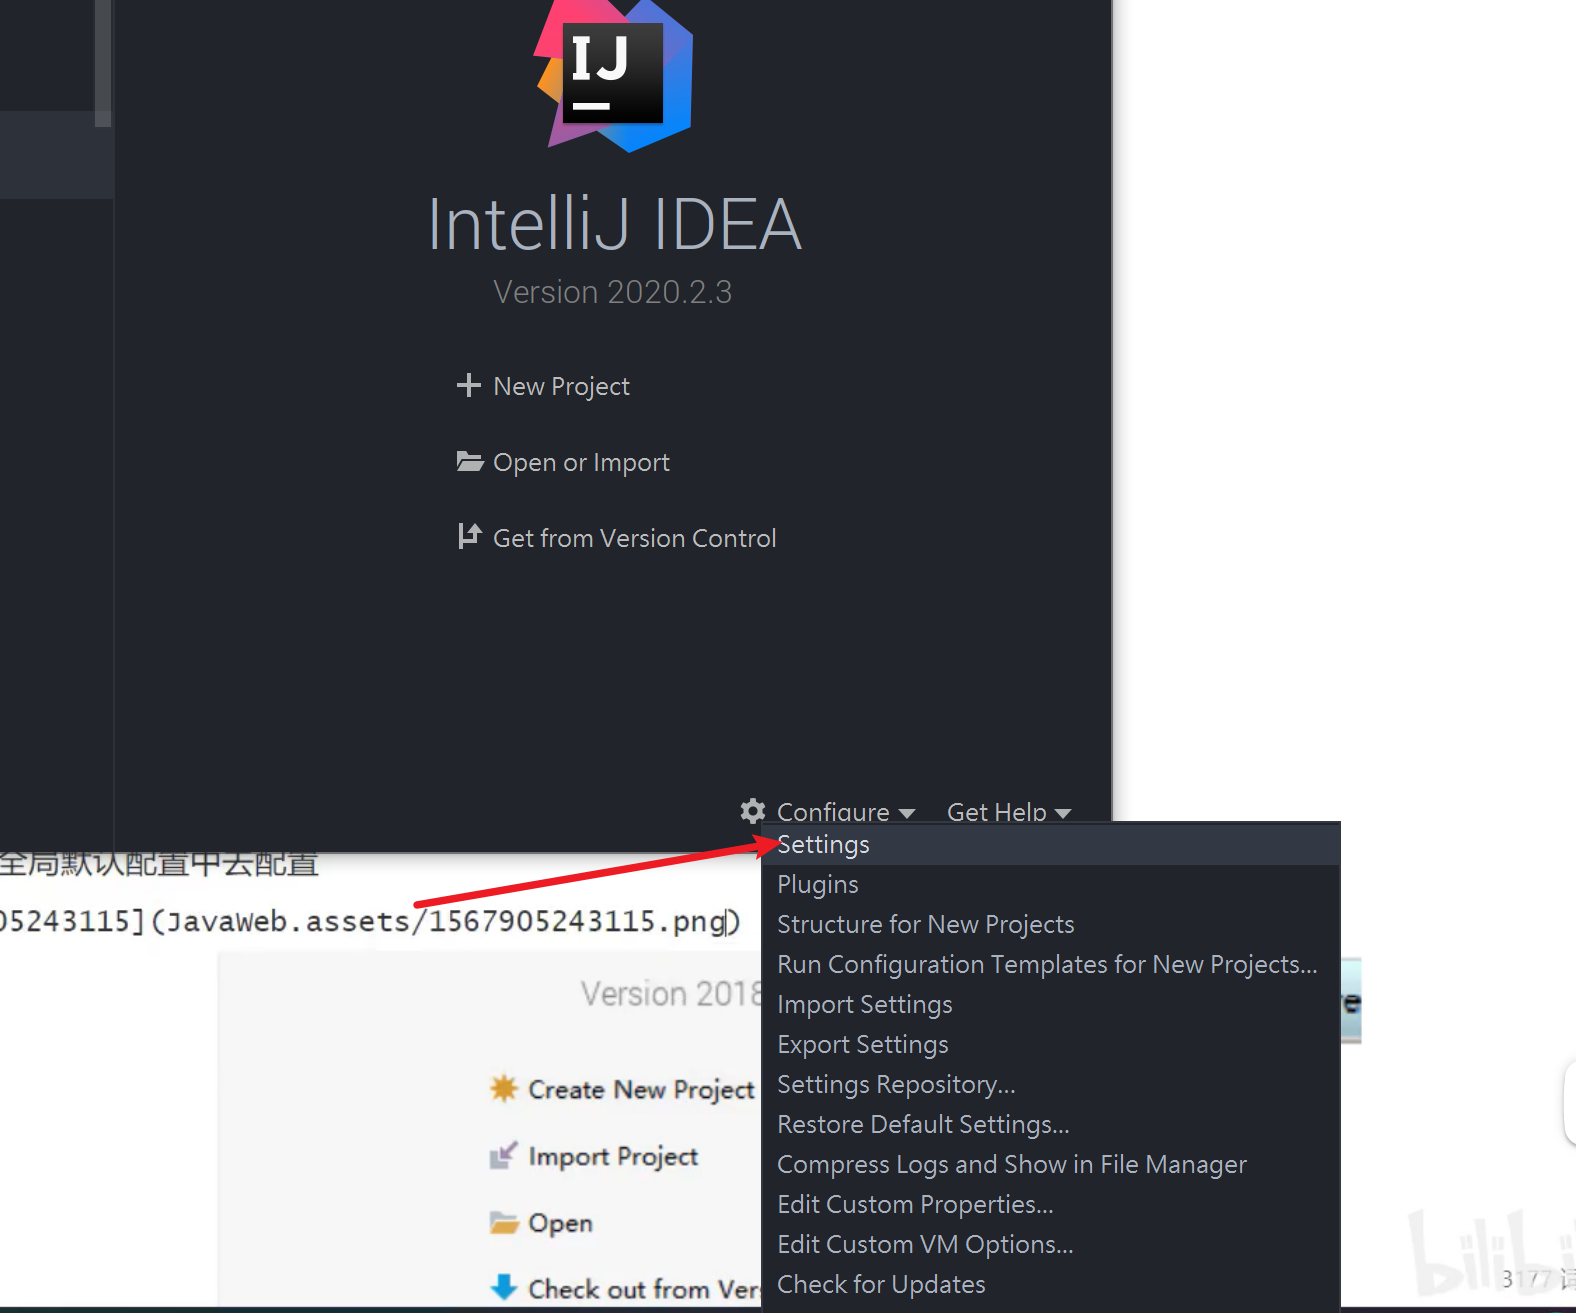 IJ
IntelliJ IDEA
Version 2020.2.3
New Project
Open or Import
Get from Version Control
Configure
Get Help
Settings
全局默认配置中去配置
Plugins
05243115](JavaWeb.assets/1567905243115.png)
Structure for New Projects
Run Configuration Templates for New Projects...
Version 2018
Import Settings
Export Settings
Create New Project
Settings Repository...
Restore Default Settings...
Import Project
Compress Logs and Show in File Manager
Edit Custom Properties...
Open
Edit Custom VM Options...
Check out from Ver
Check for Updates
bilibili
3177 词